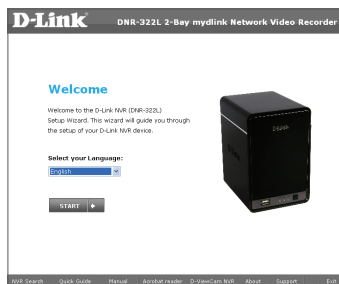 D-Link
DNR-322L 2-Bay mydlink Network Video Recorder
Welcome
Welcome to the D-Link NVR (DNR-322L)
Setup Wizard. This wizard will guide you through
the setup of your D-Link NVR device.
D-Link
Select your Language:
English
START
NVR Search Quick Guide Manual Acrobat reader D-ViewCam NVR About Support Exit